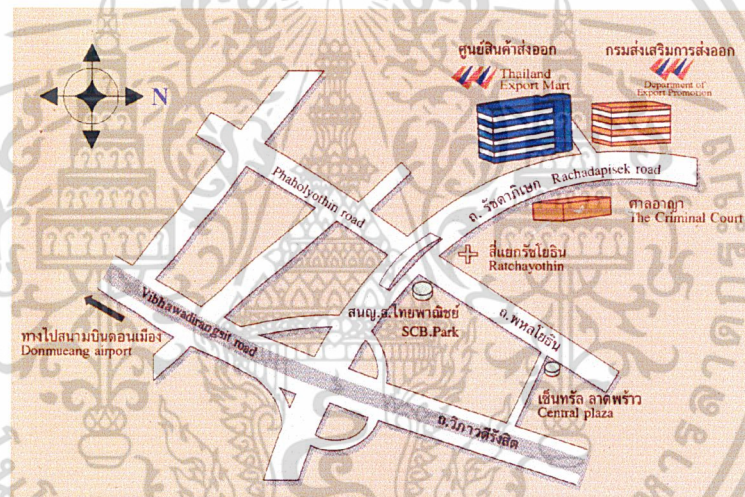 ศูนย์สินค้าส่งออก
Thailand
Export Mart
กรมส่งเสริมการส่งออก
Department of
Export Promotion
N
Phaholyothin road
ถ. รัชดาภิเษก Rachadapisek road
ศาลอาญา
The Criminal Court
สี่แยกรัชโยธิน
Ratchayothin
สนญ.ธ.ไทยพาณิชย์
SCB.Park
ถ.พหลโยธิน
Vibhawadirangsit road
ทางไปสนามบินดอนเมือง
Donmueang airport
เซ็นทรัล ลาดพร้าว
Central plaza
ถ.วิภาวดีรังสิต